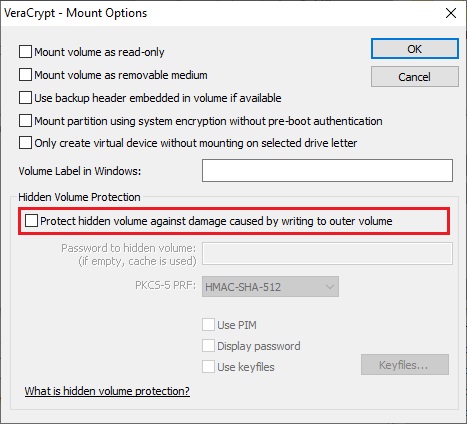 VeraCrypt - Mount Options
Mount volume as read-only
OK
Mount volume as removable medium
Cancel
Use backup header embedded in volume if available
Mount partition using system encryption without pre-boot authentication
Only create virtual device without mounting on selected drive letter
Volume Label in Windows:
Hidden Volume Protection
Protect hidden volume against damage caused by writing to outer volume
Password to hidden volume:
(if empty, cache is used)
PKCS-5 PRF: HMAC-SHA-512
Use PIM
Display password
Use keyfiles
Keyfiles...
What is hidden volume protection?